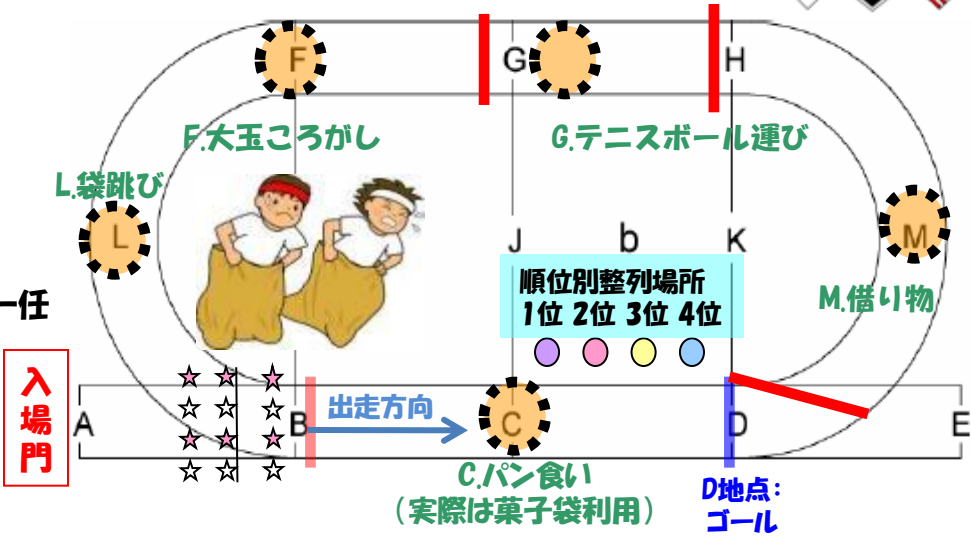 F
G
H
F.大玉ころがし
G.テニスボール運び
L.袋跳び
L
J
b
K
M
順位別整列場所
1位 2位 3位 4位
M.借り物
一任
入場門
出走方向
A
B
C
D
E
C.パン食い
（実際は菓子袋利用）
D地点：
ゴール